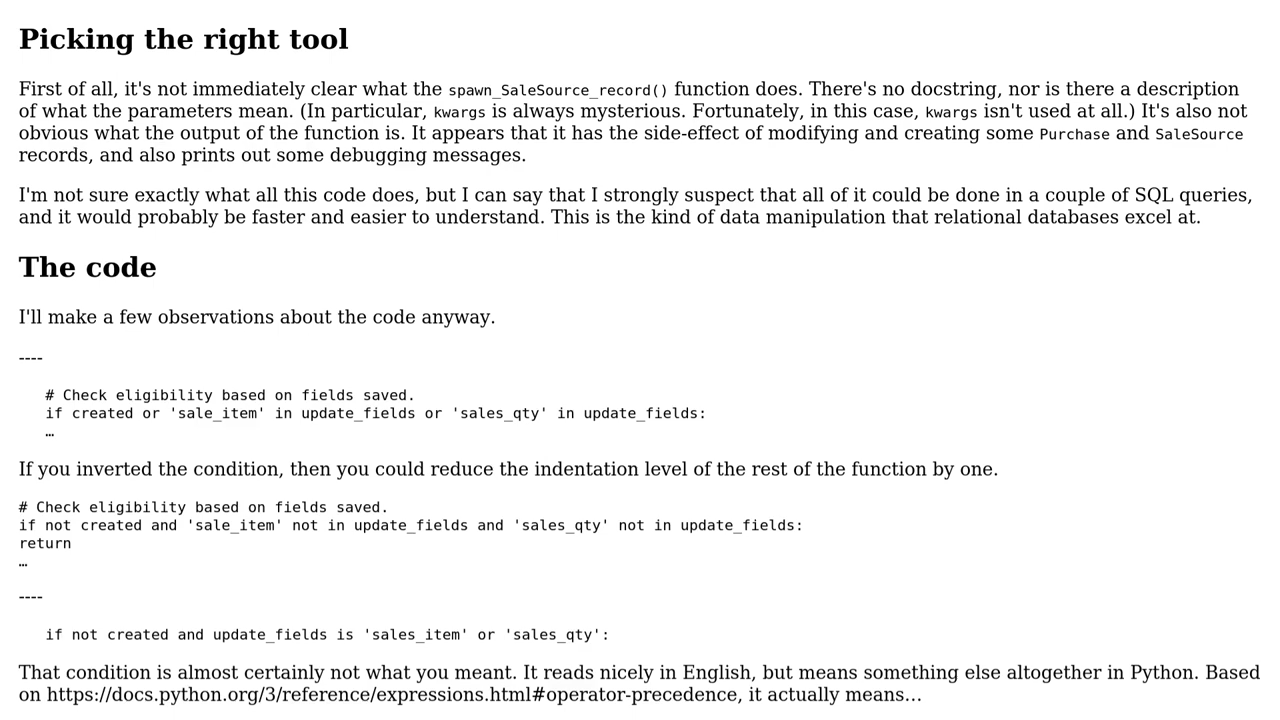 Picking the right tool
First of all, it's not immediately clear what the spawn_SaleSource_record() function does. There's no docstring, nor is there a description
of what the parameters mean. (In particular, kwargs is always mysterious. Fortunately, in this case, kwargs isn't used at all.) It's also not
obvious what the output of the function is. It appears that it has the side-effect of modifying and creating some Purchase and SaleSource
records, and also prints out some debugging messages.
I'm not sure exactly what all this code does, but I can say that I strongly suspect that all of it could be done in a couple of SQL queries,
and it would probably be faster and easier to understand. This is the kind of data manipulation that relational databases excel at.
The code
I'll make a few observations about the code anyway.
----
# Check eligibility based on fields saved.
if created or 'sale_item' in update_fields or 'sales_qty' in update_fields:
…
If you inverted the condition, then you could reduce the indentation level of the rest of the function by one.
# Check eligibility based on fields saved.
if not created and 'sale_item' not in update_fields and 'sales_qty' not in update_fields:
return
…
----
if not created and update_fields is 'sales_item' or 'sales_qty':
That condition is almost certainly not what you meant. It reads nicely in English, but means something else altogether in Python. Based
on https://docs.python.org/3/reference/expressions.html#operator-precedence, it actually means…